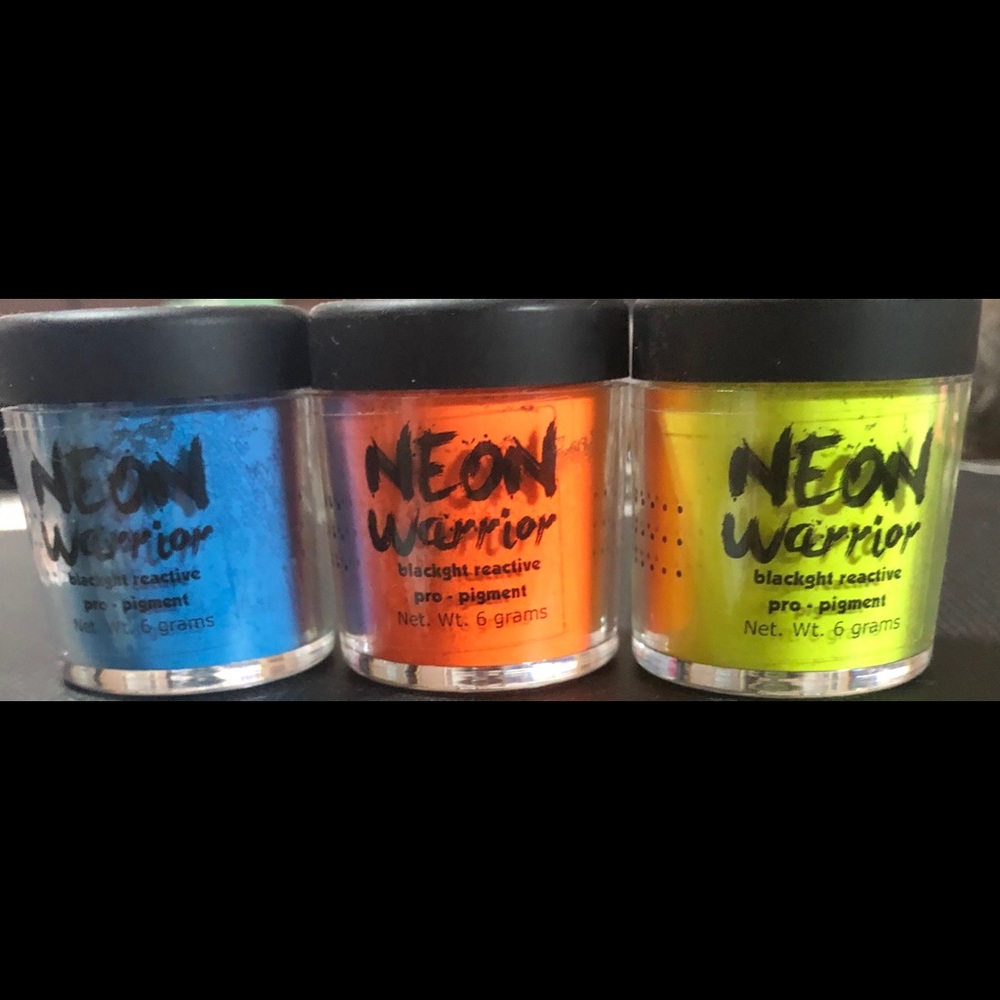 NEON
Warrior
blackght reactive
pro - pigment
Net. Wt. 6 grams
NEON
Warrior
blackght reactive
pro - pigment
Net. Wt. 6 grams
NEON
Warrior
blackght reactive
pro - pigment
Net. Wt. 6 grams